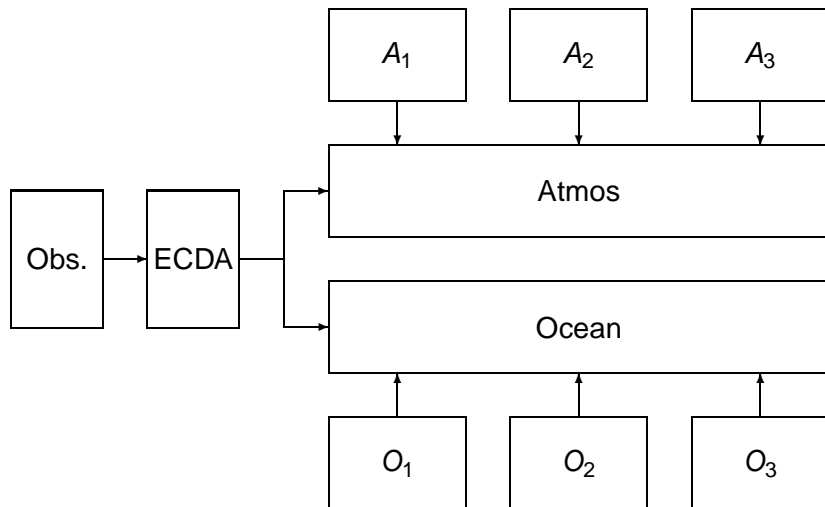 A₁ A₂ A₃
Atmos
Obs. ECDA
Ocean
O₁ O₂ O₃